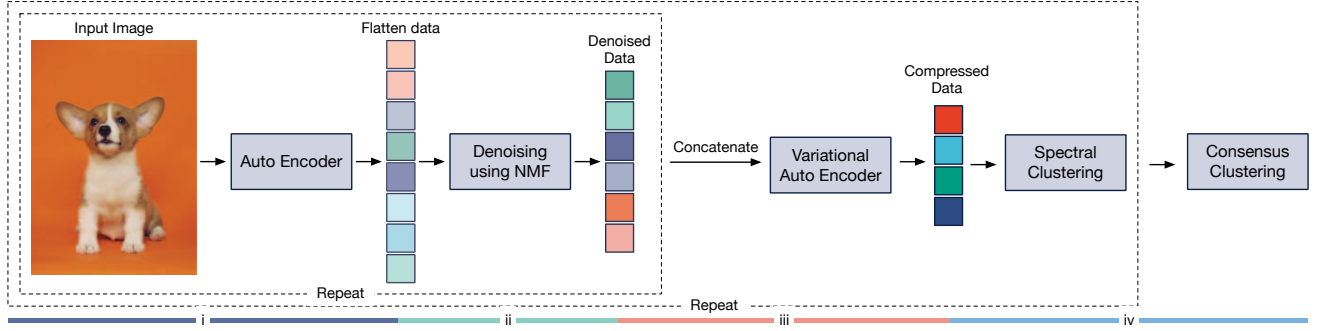 Input Image
Flatten data
Denoised
Data
Compressed
Data
Auto Encoder
Denoising
using NMF
Concatenate
Variational
Auto Encoder
Spectral
Clustering
Consensus
Clustering
Repeat
Repeat
i
ii
iii
iv